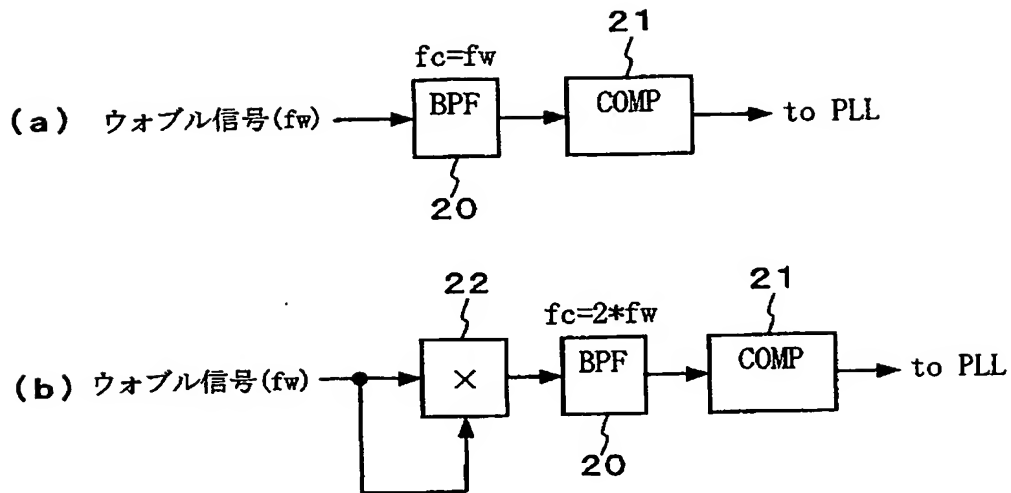 21
fc=fw
BPF
COMP
(a) ウォブル信号(fw)
to PLL
20
22
21
fc=2*fw
BPF
COMP
(b) ウォブル信号(fw)
×
to PLL
20